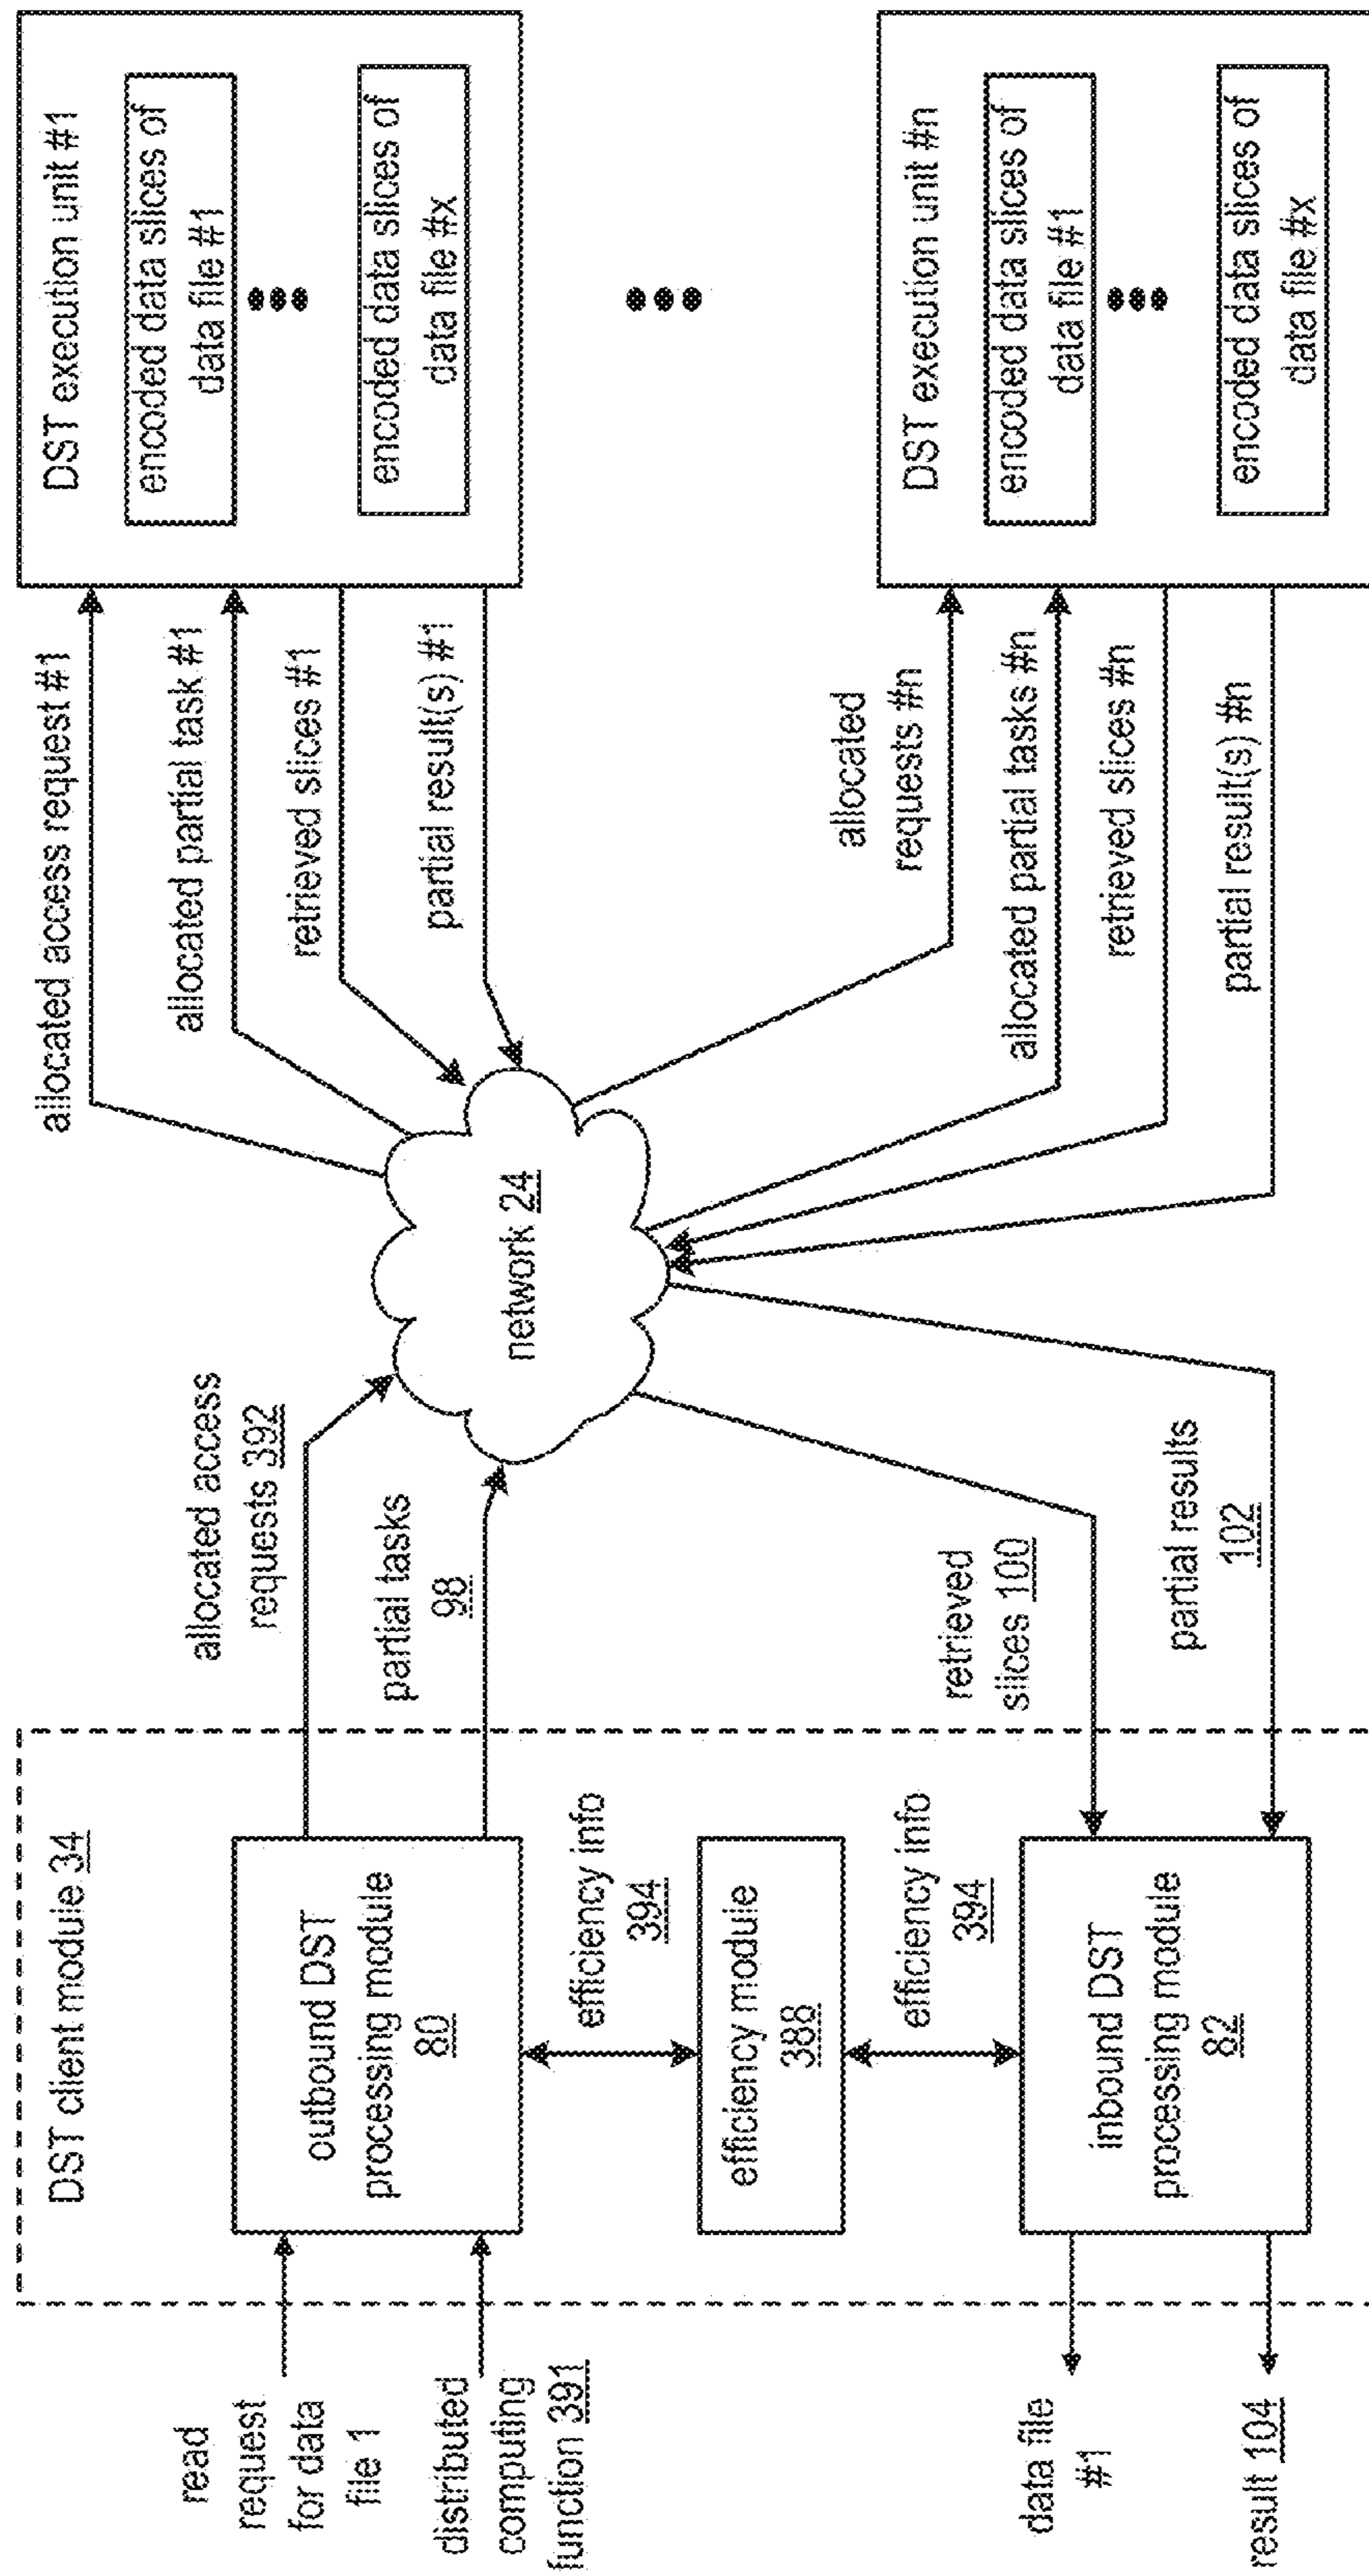 read
request
for data
file 1
distributed
computing
function 391
data file
#1
result 104
DST client module 34
outbound DST
processing module
80
efficiency info
394
efficiency module
388
efficiency info
394
inbound DST
processing module
82
allocated access
requests 392
partial tasks
98
retrieved
slices 100
partial results
102
network 24
allocated access request #1
allocated partial task #1
retrieved slices #1
partial result(s) #1
allocated
requests #n
allocated partial tasks #n
retrieved slices #n
partial result(s) #n
DST execution unit #1
encoded data slices of
data file #1
encoded data slices of
data file #x
DST execution unit #n
encoded data slices of
data file #1
encoded data slices of
data file #x